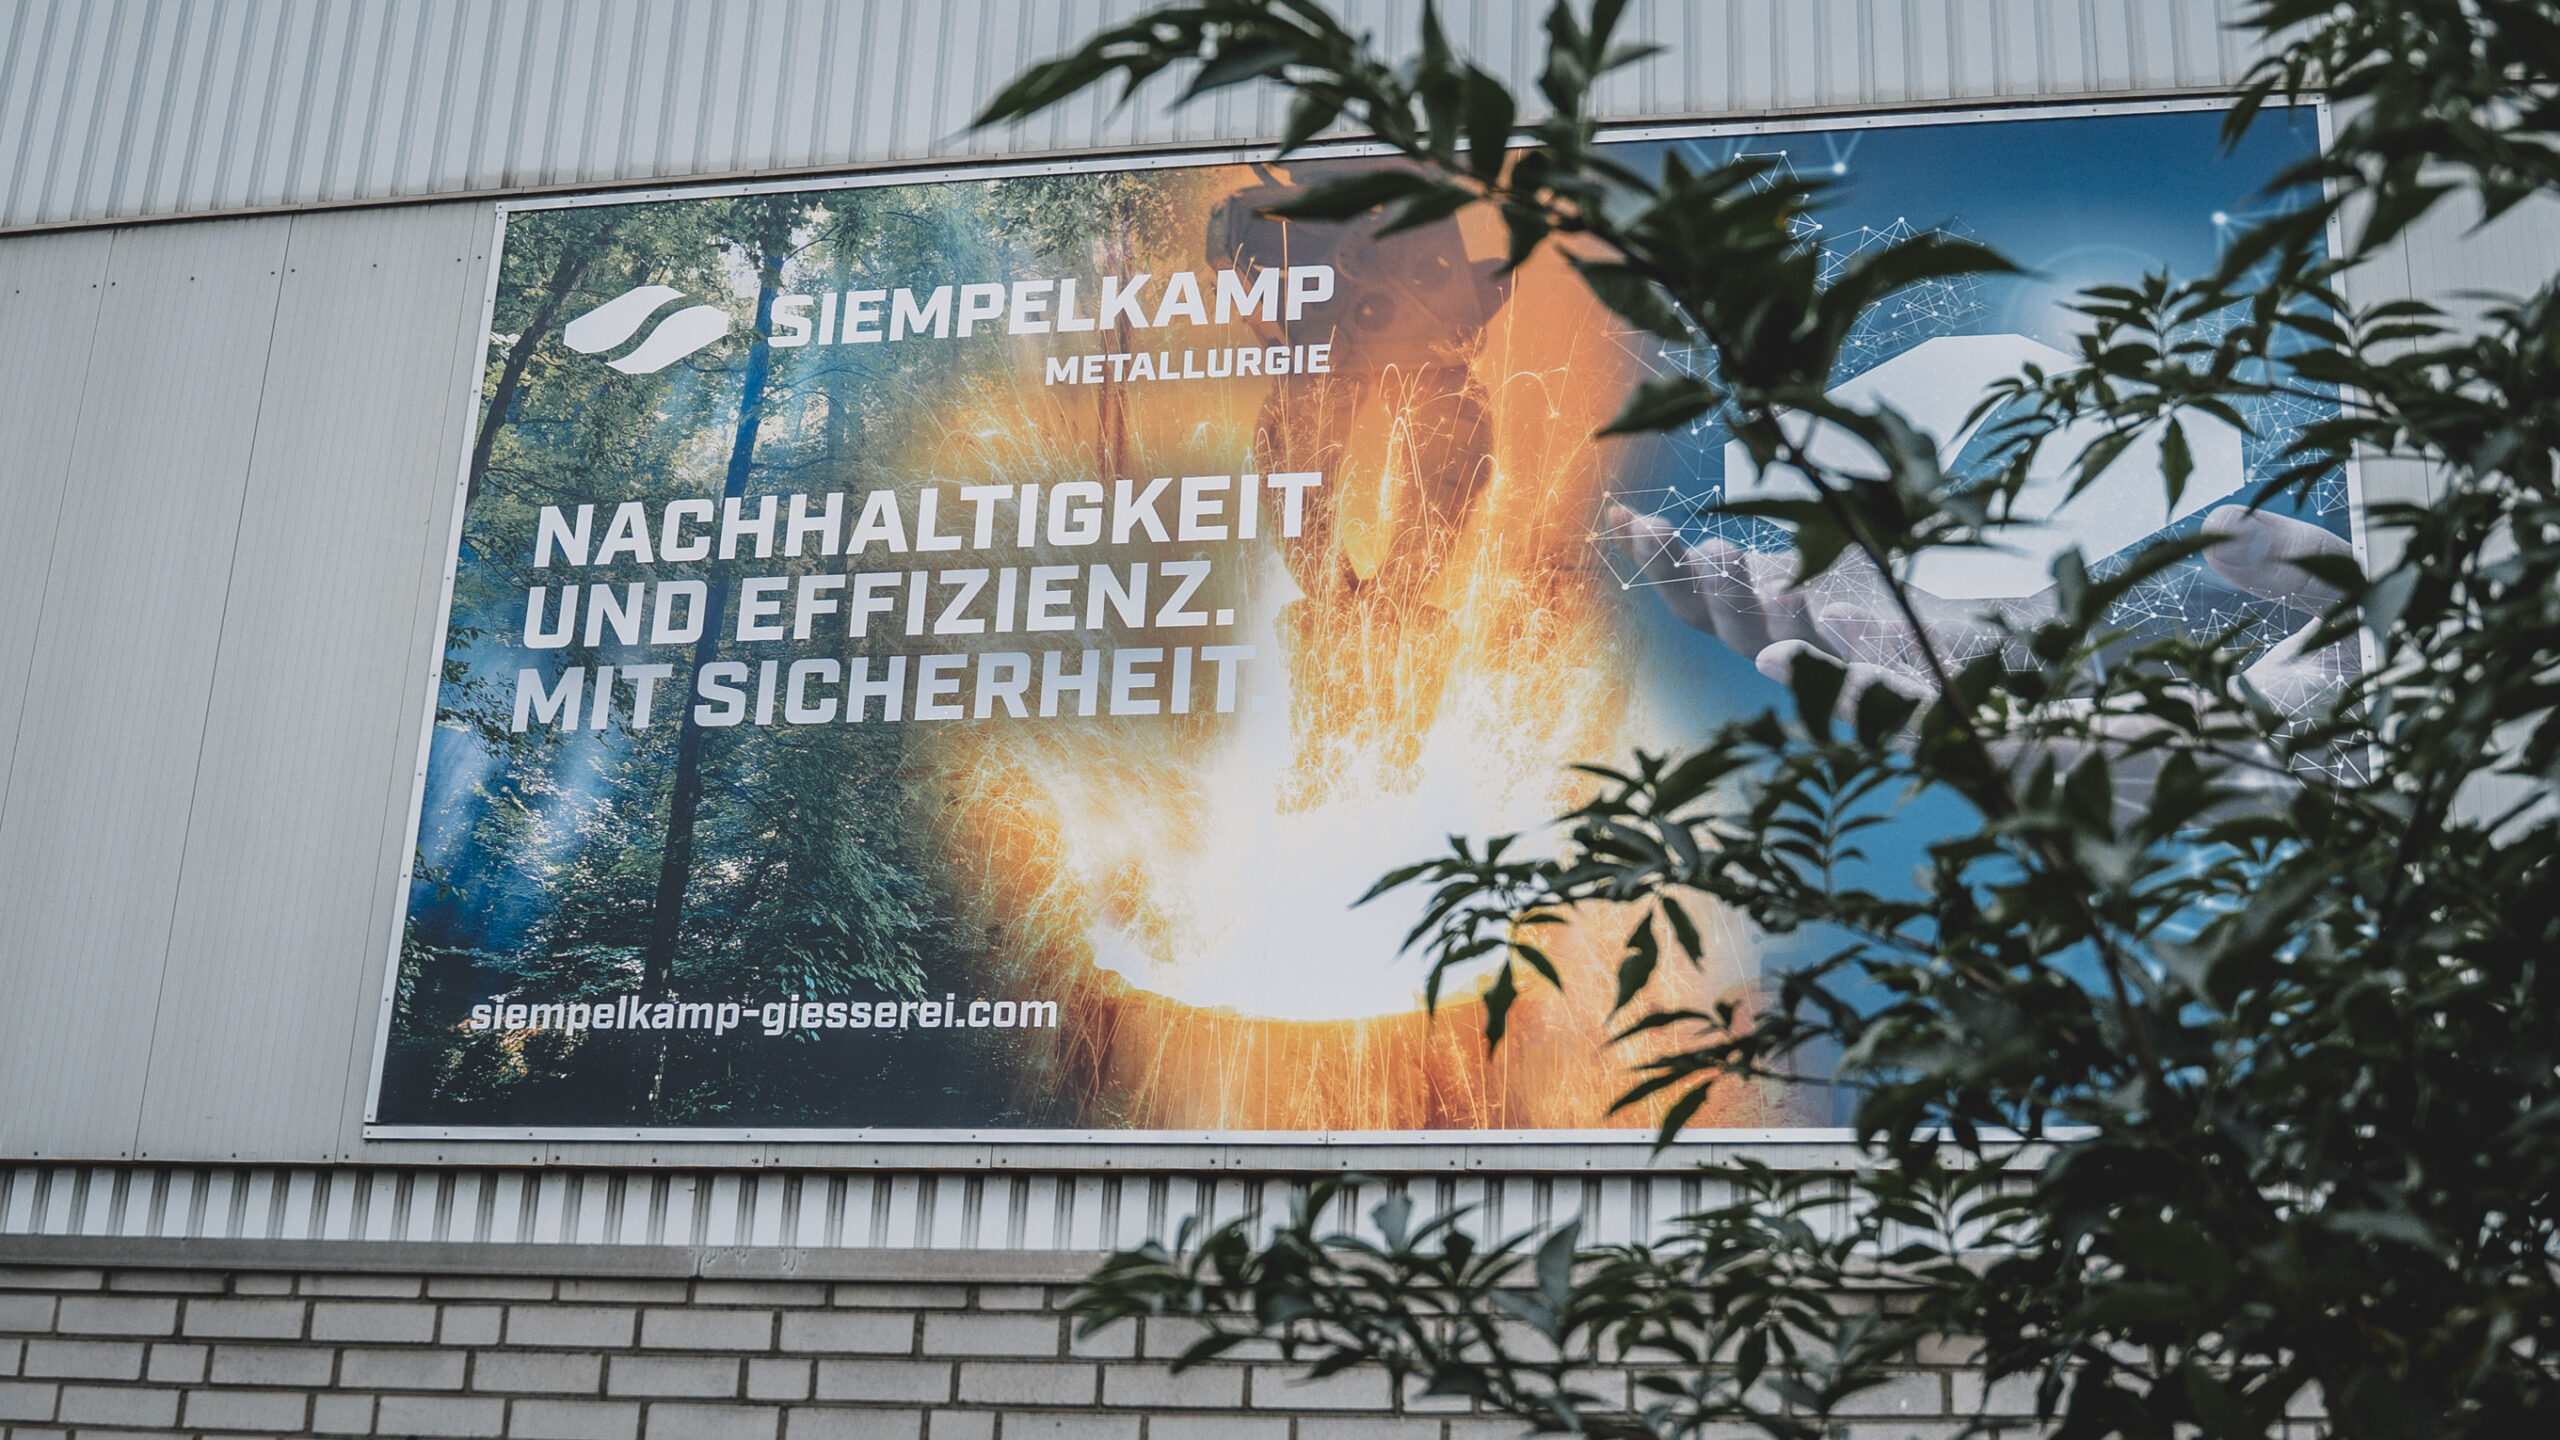 SIEMPELKAMP
METALLURGIE
NACHHALTIGKEIT
UND EFFIZIENZ.
MIT SICHERHEIT.
siempelkamp-giesserei.com